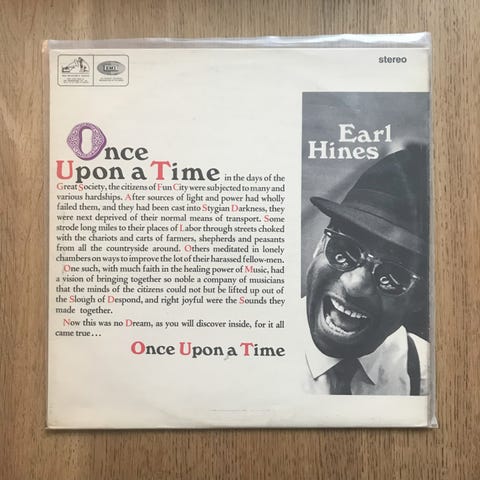 stereo
Earl
Hines
Once
Upon a Time in the days of the
Great Society, the citizens of Fun City were subjected to many and
various hardships. After sources of light and power had wholly
failed them, and they had been cast into Stygian Darkness, they
were next deprived of their normal means of transport. Some
strode long miles to their places of Labor through streets choked
with the chariots and carts of farmers, shepherds and peasants
from all the countryside around. Others meditated in lonely
chambers on ways to improve the lot of their harassed fellow-men.
One such, with much faith in the healing power of Music, had
a vision of bringing together so noble a company of musicians
that the minds of the citizens could not but be lifted up out of
the Slough of Despond, and right joyful were the Sounds they
made together.
Now this was no Dream, as you will discover inside, for it all
came true...
Once Upon a Time